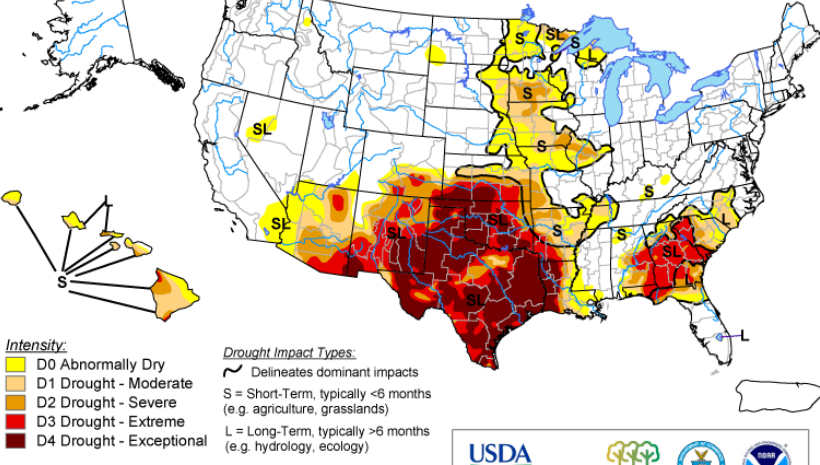 S
SL
S
L
S
SL
S
S
L
SL
S
S
SL
SL
SL
L
L
S
SL
L
Intensity:
D0 Abnormally Dry
D1 Drought - Moderate
D2 Drought - Severe
D3 Drought - Extreme
D4 Drought - Exceptional
Drought Impact Types:
Delineates dominant impacts
S = Short-Term, typically <6 months
(e.g. agriculture, grasslands)
L = Long-Term, typically >6 months
(e.g. hydrology, ecology)
USDA
NOAA